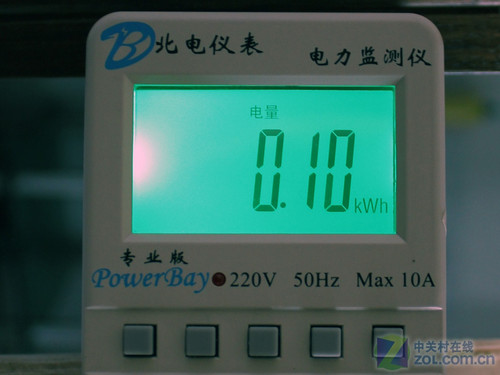 北电仪表 电力监测仪
电量
0.10 kWh
专业版
PowerBay 220V 50Hz Max 10A
中关村在线
ZOL.COM.CN